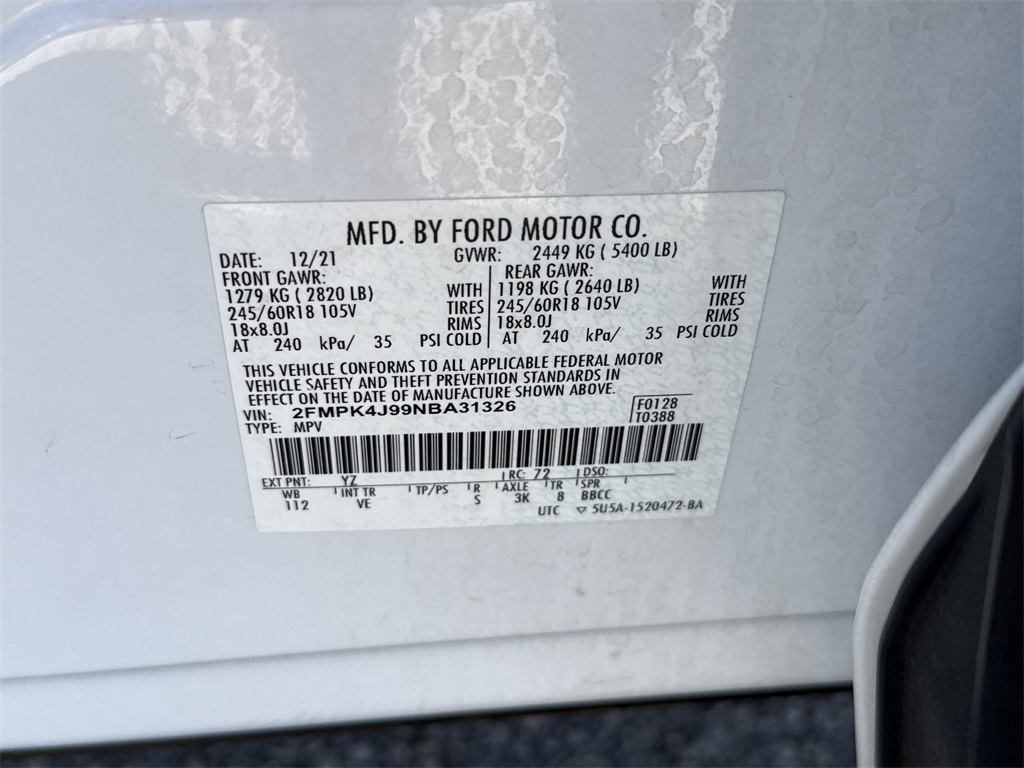 MFD. BY FORD MOTOR CO.
DATE: 12/21 GVWR: 2449 KG ( 5400 LB)
FRONT GAWR: REAR GAWR:
1279 KG ( 2820 LB) WITH 1198 KG ( 2640 LB) WITH
245/60R18 105V TIRES 245/60R18 105V TIRES
18x8.0J RIMS 18x8.0J RIMS
AT 240 kPa/ 35 PSI COLD AT 240 kPa/ 35 PSI COLD
THIS VEHICLE CONFORMS TO ALL APPLICABLE FEDERAL MOTOR
VEHICLE SAFETY AND THEFT PREVENTION STANDARDS IN
EFFECT ON THE DATE OF MANUFACTURE SHOWN ABOVE.
VIN: 2FMPK4J99NBA31326 F0128
TYPE: MPV T0388
EXT PNT: YZ RC: 72 DSO:
WB INT TR TP/PS R AXLE TR SPR
112 VE S 3K 8 BBCC
UTC ▽ 5U5A-1520472-BA